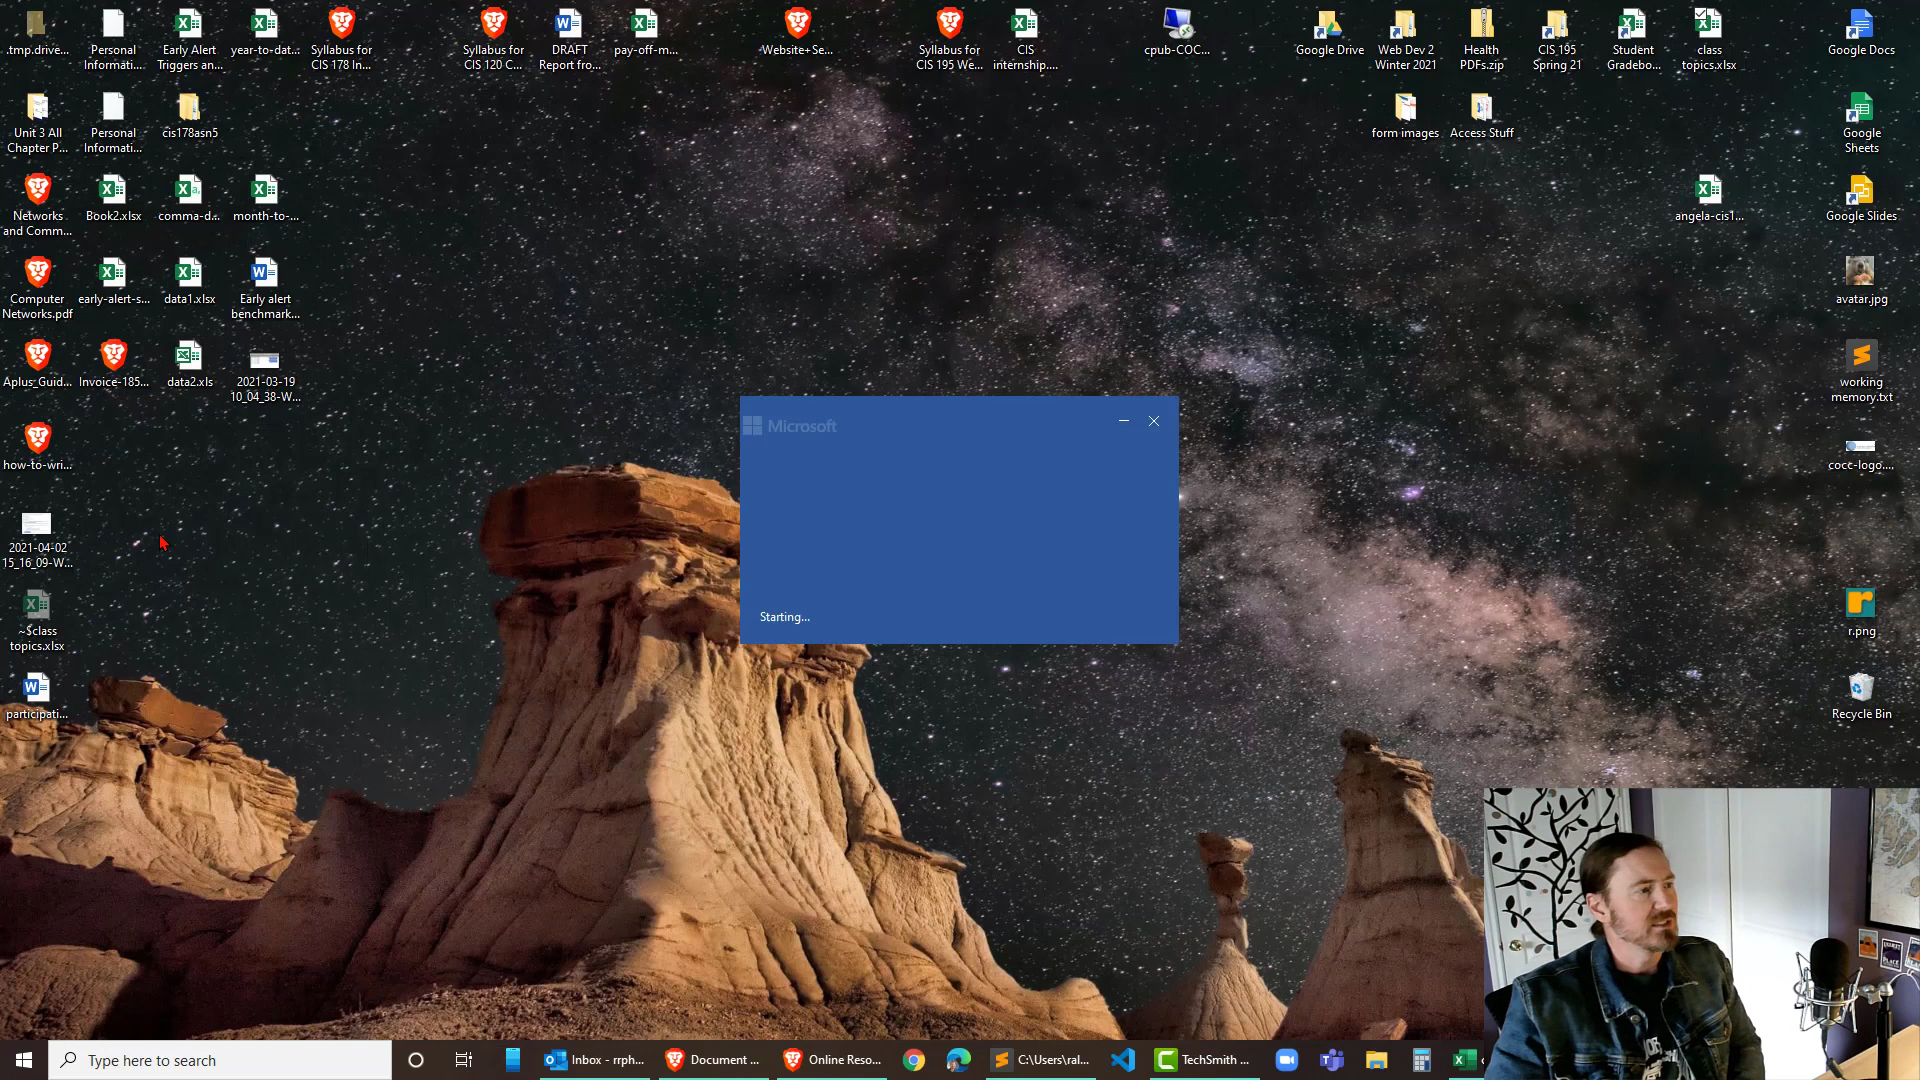 .tmp.drive...
Personal
Informati...
Early Alert
Triggers an...
year-to-dat...
Syllabus for
CIS 178 In...
Syllabus for
CIS 120 C...
DRAFT
Report fro...
pay-off-m...
Website+Se...
Syllabus for
CIS 195 We...
CIS
internship....
cpub-COC...
Google Drive
Web Dev 2
Winter 2021
Health
PDFs.zip
CIS 195
Spring 21
Student
Gradebo...
class
topics.xlsx
Google Docs
Unit 3 All
Chapter P...
Personal
Informati...
cis178asn5
form images
Access Stuff
Google
Sheets
Networks
and Comm...
Book2.xlsx
comma-d...
month-to-...
angela-cis1...
Google Slides
Computer
Networks.pdf
early-alert-s...
data1.xlsx
Early alert
benchmark...
avatar.jpg
Aplus_Guid...
Invoice-185...
data2.xls
2021-03-19
10_04_38-W...
working
memory.txt
Microsoft
how-to-wri...
cocc-logo....
2021-04-02
15_16_09-W...
Starting...
~$class
topics.xlsx
r.png
participati...
Recycle Bin
Type here to search
Inbox - rrph...
Document ...
Online Reso...
C:\Users\ral...
TechSmith ...